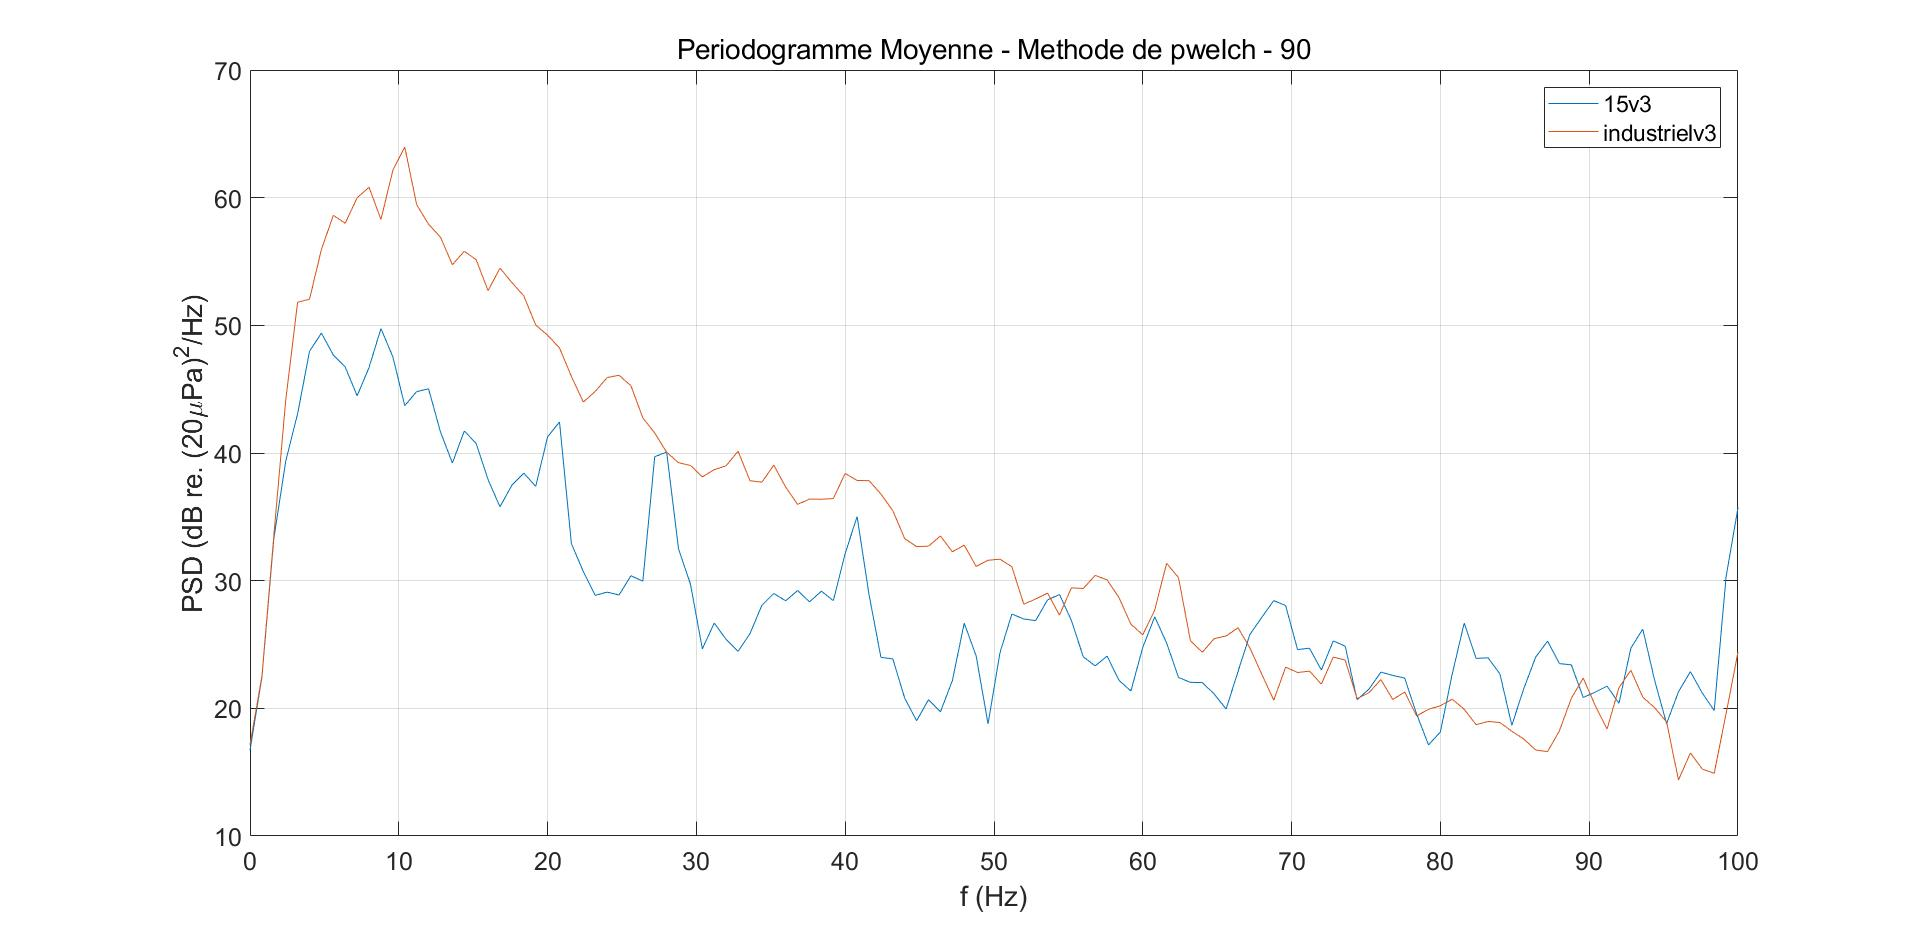 Periodogramme Moyenne - Methode de pwelch - 90
70
60
50
40
30
20
10
PSD (dB re. (20μPa)²/Hz)
15v3
industrielv3
0 10 20 30 40 50 60 70 80 90 100
f (Hz)